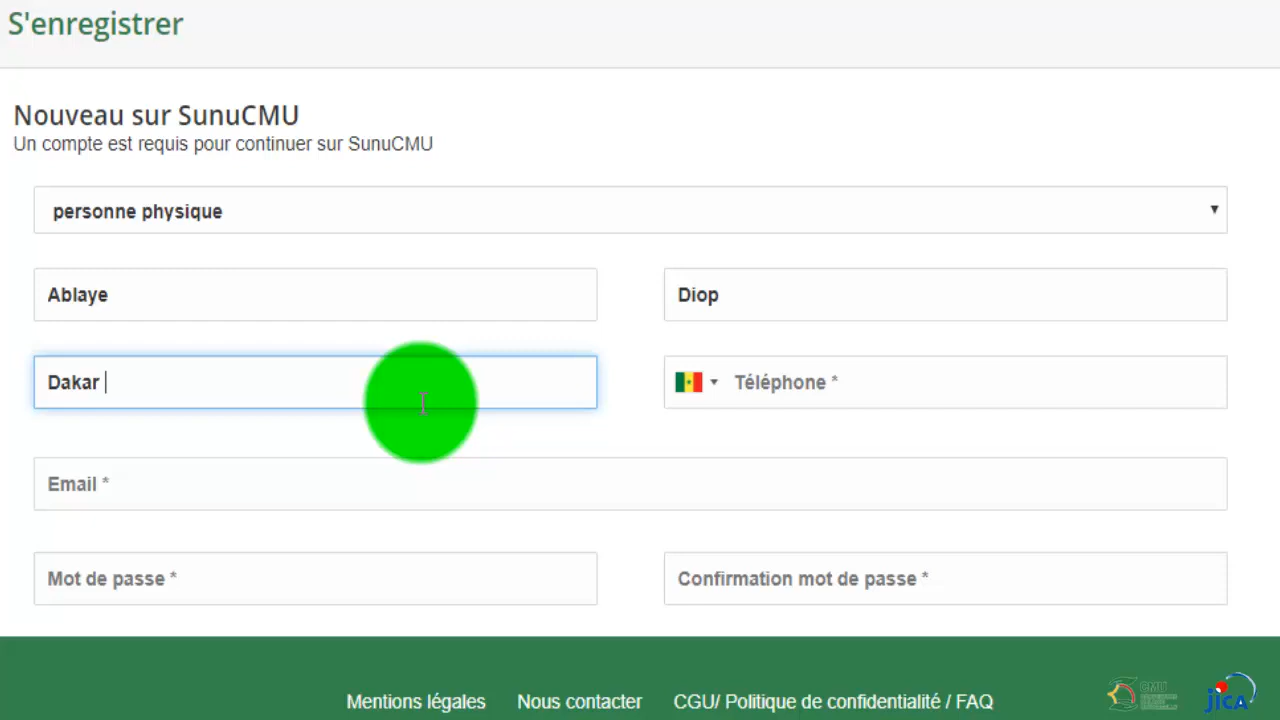 S'enregistrer
Nouveau sur SunuCMU
Un compte est requis pour continuer sur SunuCMU
personne physique
Ablaye
Diop
Dakar
Téléphone *
Email *
Mot de passe *
Confirmation mot de passe *
Mentions légales Nous contacter CGU/ Politique de confidentialité / FAQ
CMU
jICA